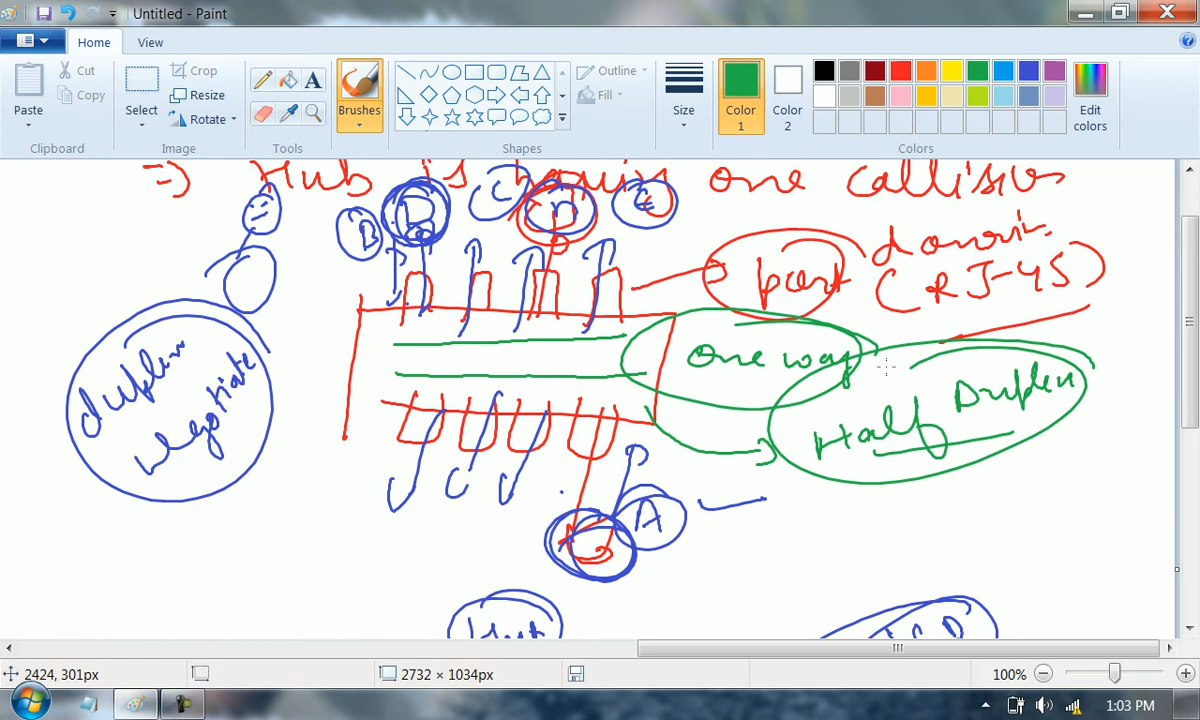 Untitled - Paint
Home View
Paste
Cut
Copy
Clipboard
Select
Crop
Resize
Rotate
Image
A
Tools
Brushes
Outline
Fill
Shapes
Size
Color 1
Color 2
Edit colors
Colors
=> Hub is having one callision
B
C
domain
port (RJ-45)
One way
Half Duplex
duplex
negotiate
A
2424, 301px
2732 × 1034px
100%
1:03 PM